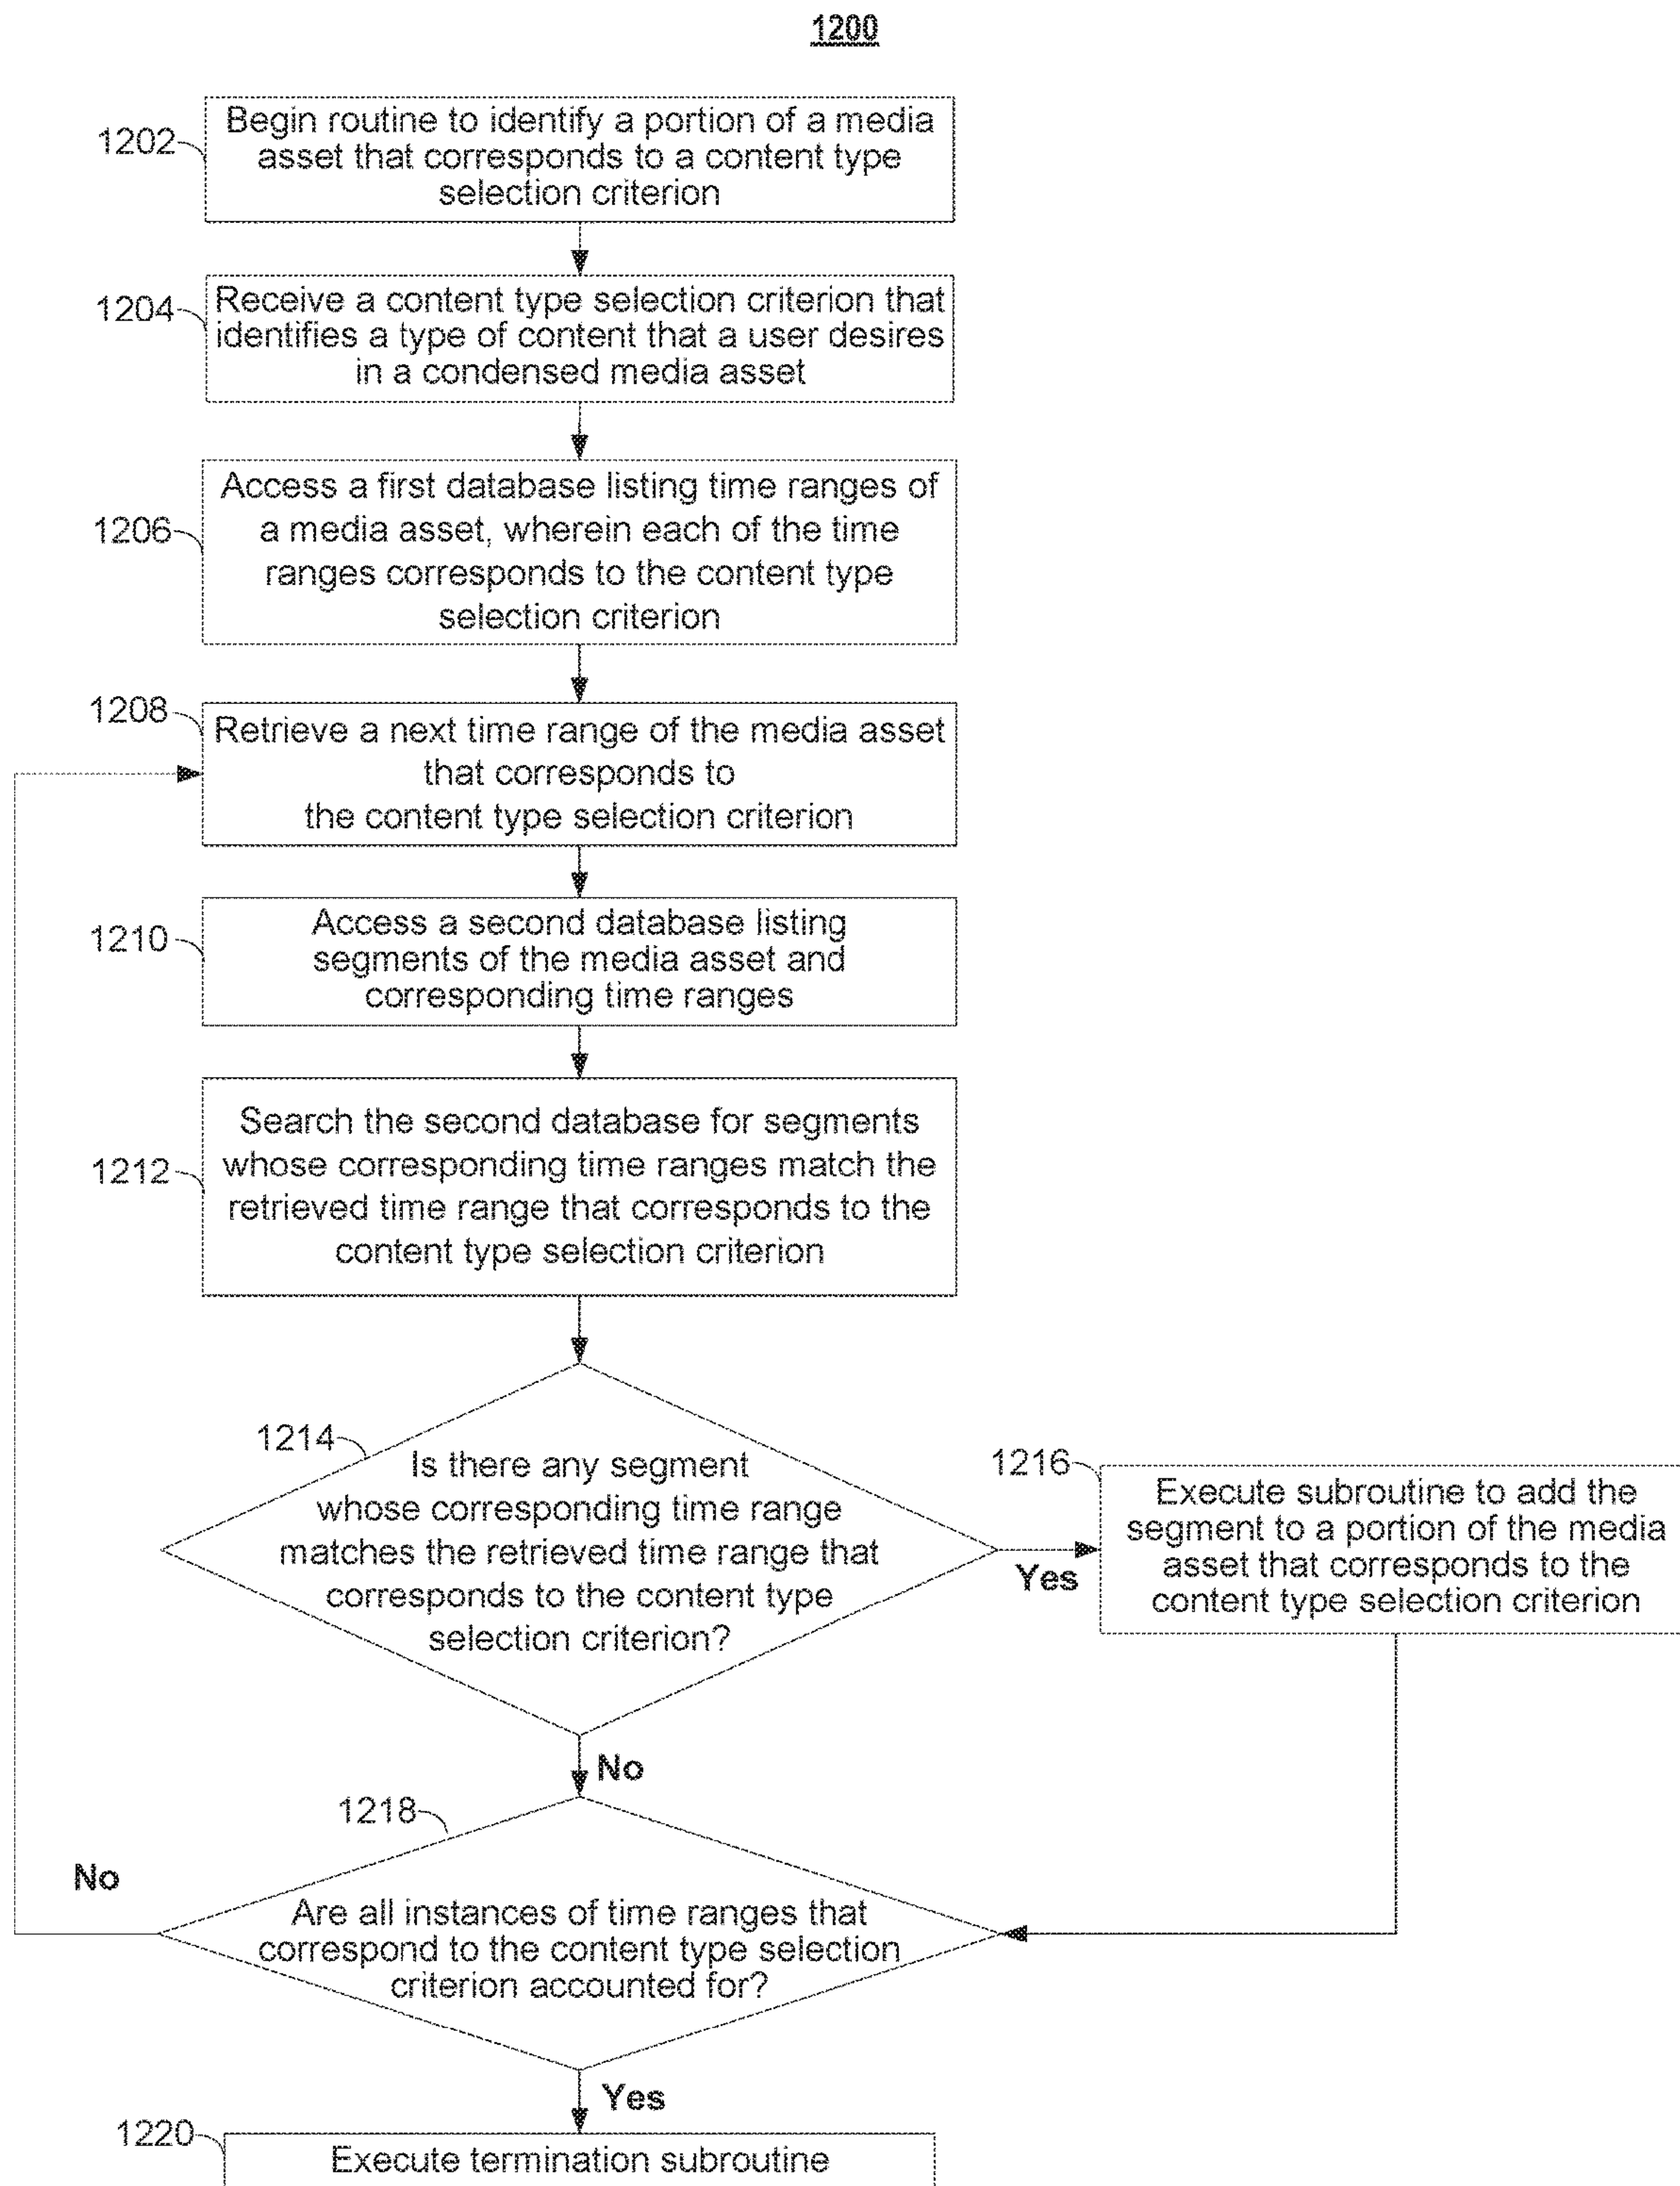 1200
1202
Begin routine to identify a portion of a media
asset that corresponds to a content type
selection criterion
1204
Receive a content type selection criterion that
identifies a type of content that a user desires
in a condensed media asset
1206
Access a first database listing time ranges of
a media asset, wherein each of the time
ranges corresponds to the content type
selection criterion
1208
Retrieve a next time range of the media asset
that corresponds to
the content type selection criterion
1210
Access a second database listing
segments of the media asset and
corresponding time ranges
1212
Search the second database for segments
whose corresponding time ranges match the
retrieved time range that corresponds to the
content type selection criterion
1214
Is there any segment
whose corresponding time range
matches the retrieved time range that
corresponds to the content type
selection criterion?
Yes
1216
Execute subroutine to add the
segment to a portion of the media
asset that corresponds to the
content type selection criterion
No
1218
Are all instances of time ranges that
correspond to the content type selection
criterion accounted for?
No
Yes
1220
Execute termination subroutine